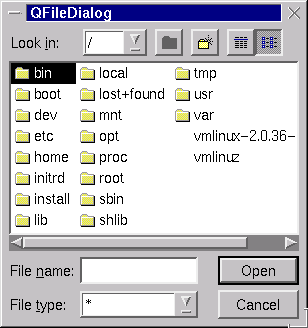 QFileDialog
Look in: /
bin local tmp
boot lost+found usr
dev mnt var
etc opt vmlinux-2.0.36-
home proc vmlinuz
initrd root
install sbin
lib shlib
File name: Open
File type: * Cancel